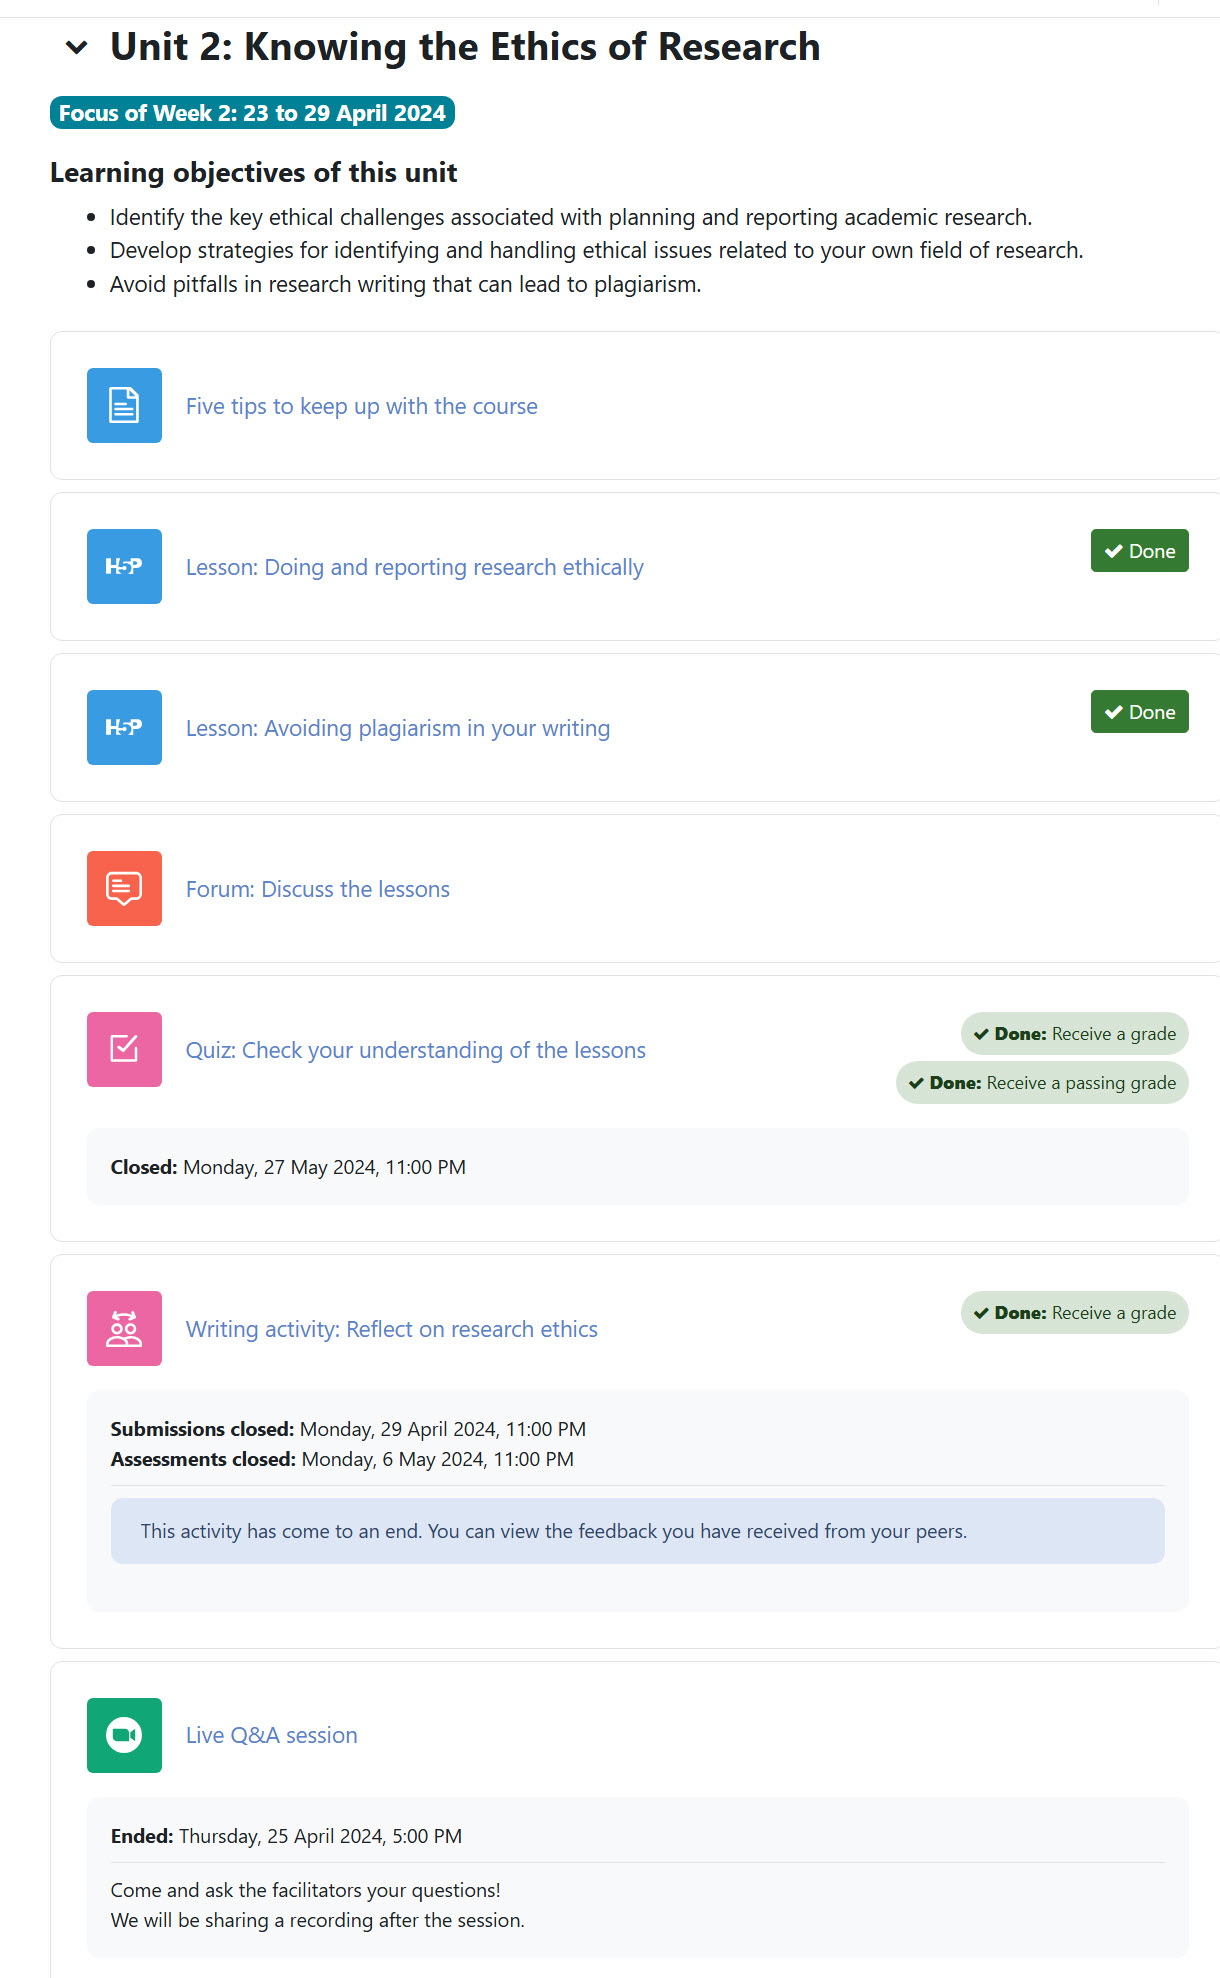 Unit 2: Knowing the Ethics of Research
Focus of Week 2: 23 to 29 April 2024
Learning objectives of this unit
Identify the key ethical challenges associated with planning and reporting academic research.
Develop strategies for identifying and handling ethical issues related to your own field of research.
Avoid pitfalls in research writing that can lead to plagiarism.
Five tips to keep up with the course
H5P
Lesson: Doing and reporting research ethically
Done
H5P
Lesson: Avoiding plagiarism in your writing
Done
Forum: Discuss the lessons
Quiz: Check your understanding of the lessons
Done: Receive a grade
Done: Receive a passing grade
Closed: Monday, 27 May 2024, 11:00 PM
Writing activity: Reflect on research ethics
Done: Receive a grade
Submissions closed: Monday, 29 April 2024, 11:00 PM
Assessments closed: Monday, 6 May 2024, 11:00 PM
This activity has come to an end. You can view the feedback you have received from your peers.
Live Q&A session
Ended: Thursday, 25 April 2024, 5:00 PM
Come and ask the facilitators your questions!
We will be sharing a recording after the session.